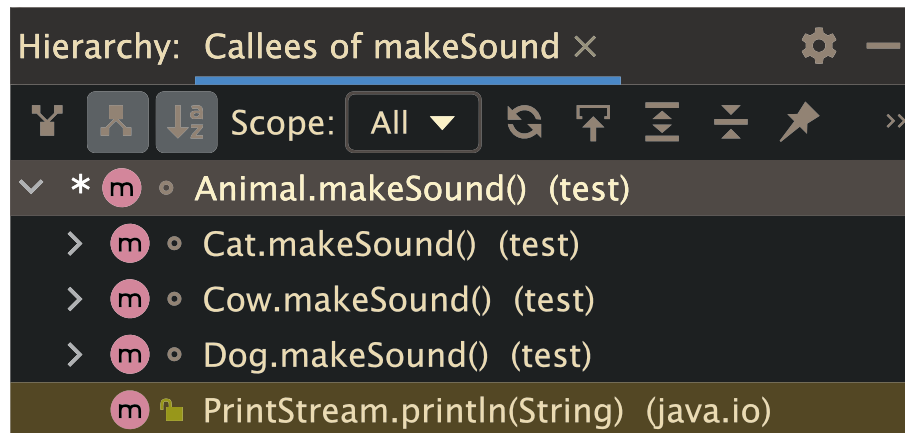 Hierarchy: Callees of makeSound
Scope: All
* m Animal.makeSound() (test)
m Cat.makeSound() (test)
m Cow.makeSound() (test)
m Dog.makeSound() (test)
m PrintStream.println(String) (java.io)